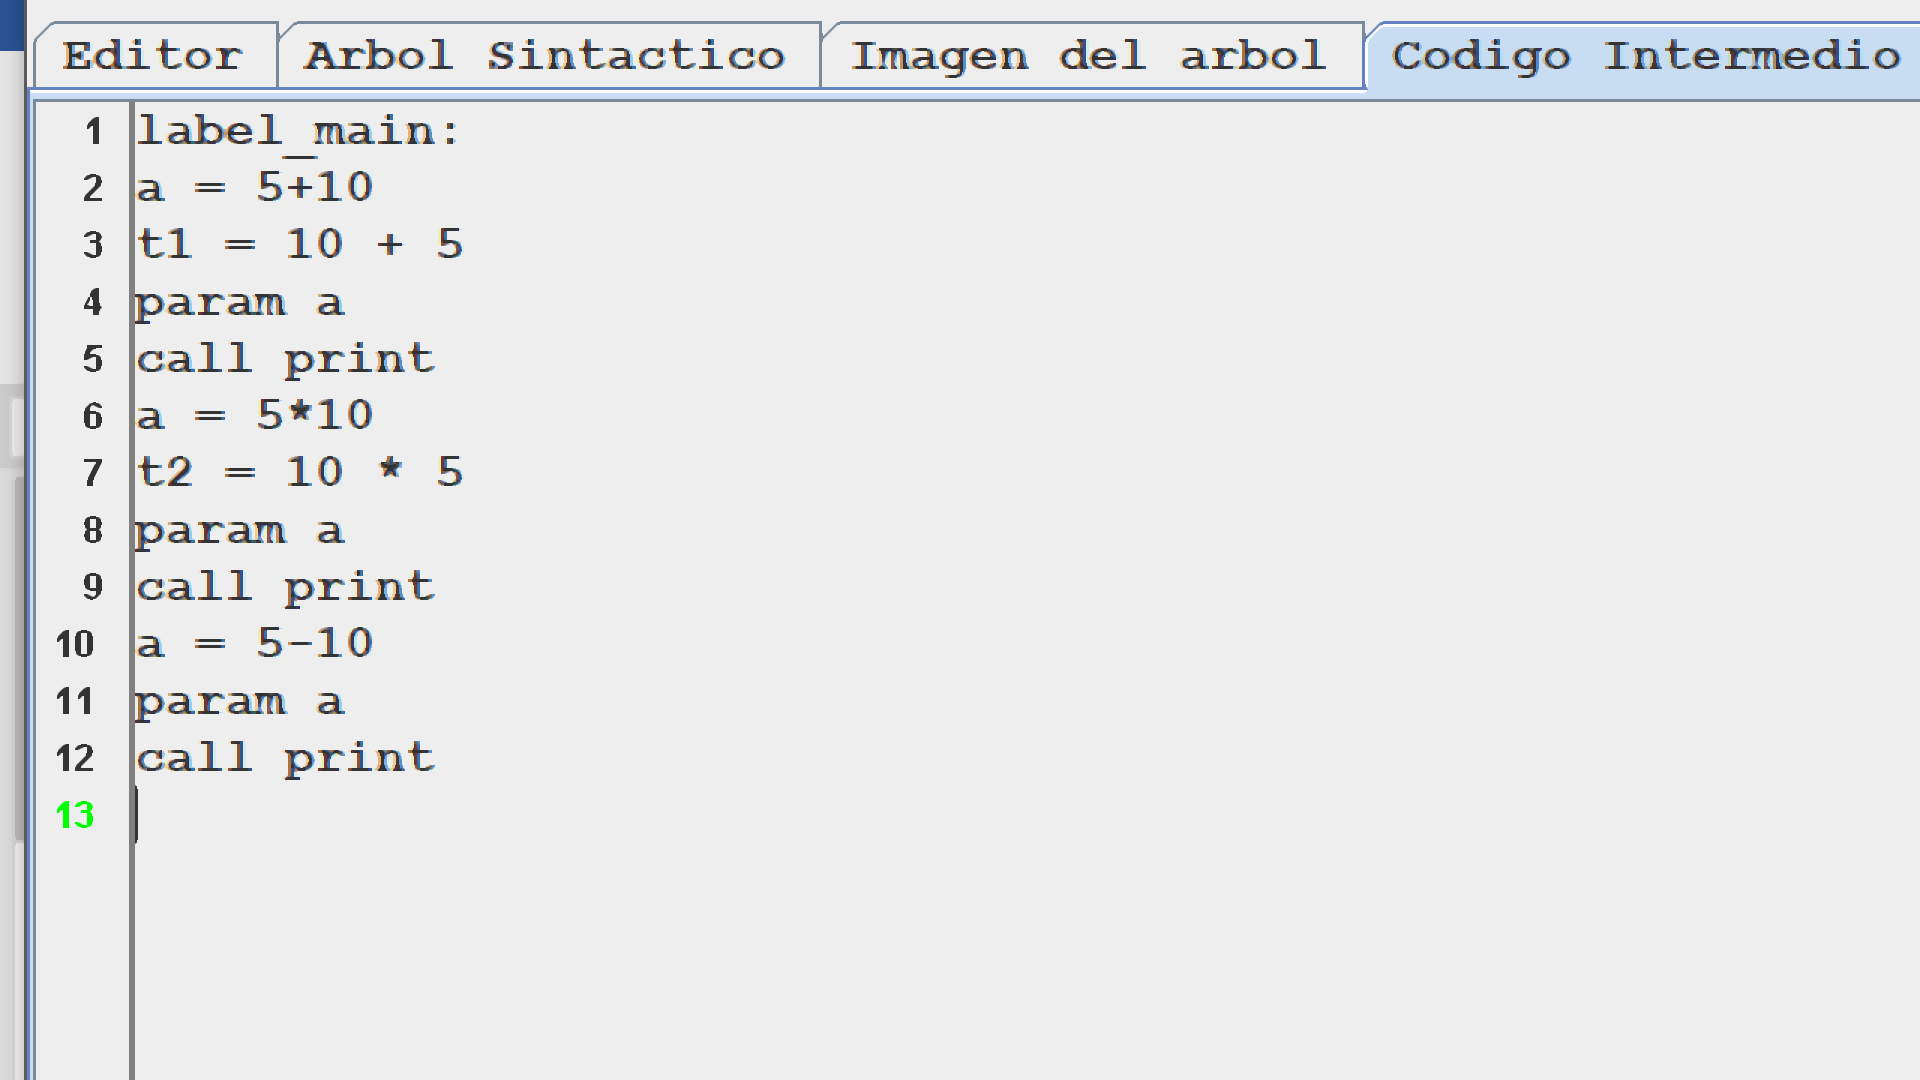 Editor Arbol Sintactico Imagen del arbol Codigo Intermedio
1 label_main:
2 a = 5+10
3 t1 = 10 + 5
4 param a
5 call print
6 a = 5*10
7 t2 = 10 * 5
8 param a
9 call print
10 a = 5-10
11 param a
12 call print
13